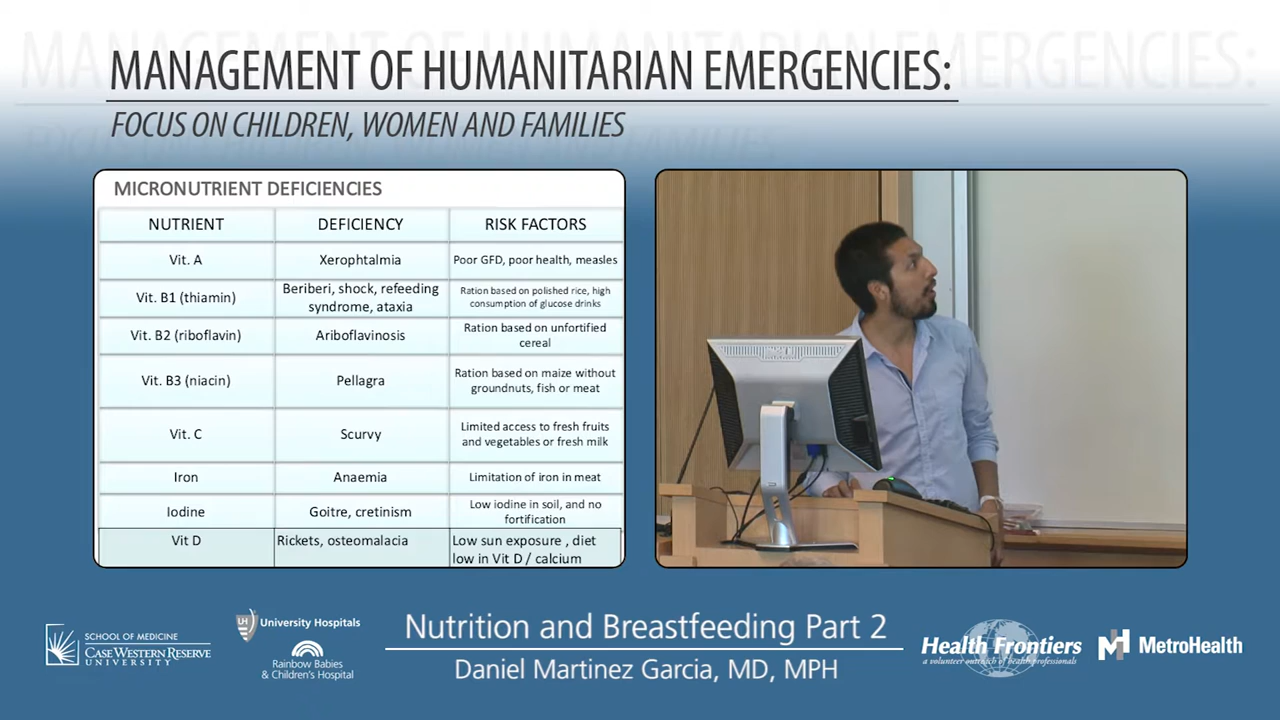 MANAGEMENT OF HUMANITARIAN EMERGENCIES:
FOCUS ON CHILDREN, WOMEN AND FAMILIES
MICRONUTRIENT DEFICIENCIES
NUTRIENT DEFICIENCY RISK FACTORS
Vit. A Xerophtalmia Poor GFD, poor health, measles
Vit. B1 (thiamin) Beriberi, shock, refeeding syndrome, ataxia Ration based on polished rice, high consumption of glucose drinks
Vit. B2 (riboflavin) Ariboflavinosis Ration based on unfortified cereal
Vit. B3 (niacin) Pellagra Ration based on maize without groundnuts, fish or meat
Vit. C Scurvy Limited access to fresh fruits and vegetables or fresh milk
Iron Anaemia Limitation of iron in meat
Iodine Goitre, cretinism Low iodine in soil, and no fortification
Vit D Rickets, osteomalacia Low sun exposure , diet low in Vit D / calcium
SCHOOL OF MEDICINE
CASE WESTERN RESERVE
UNIVERSITY
UH University Hospitals
Rainbow Babies
& Children's Hospital
Nutrition and Breastfeeding Part 2
Daniel Martinez Garcia, MD, MPH
Health Frontiers
a volunteer outreach of health professionals
MetroHealth